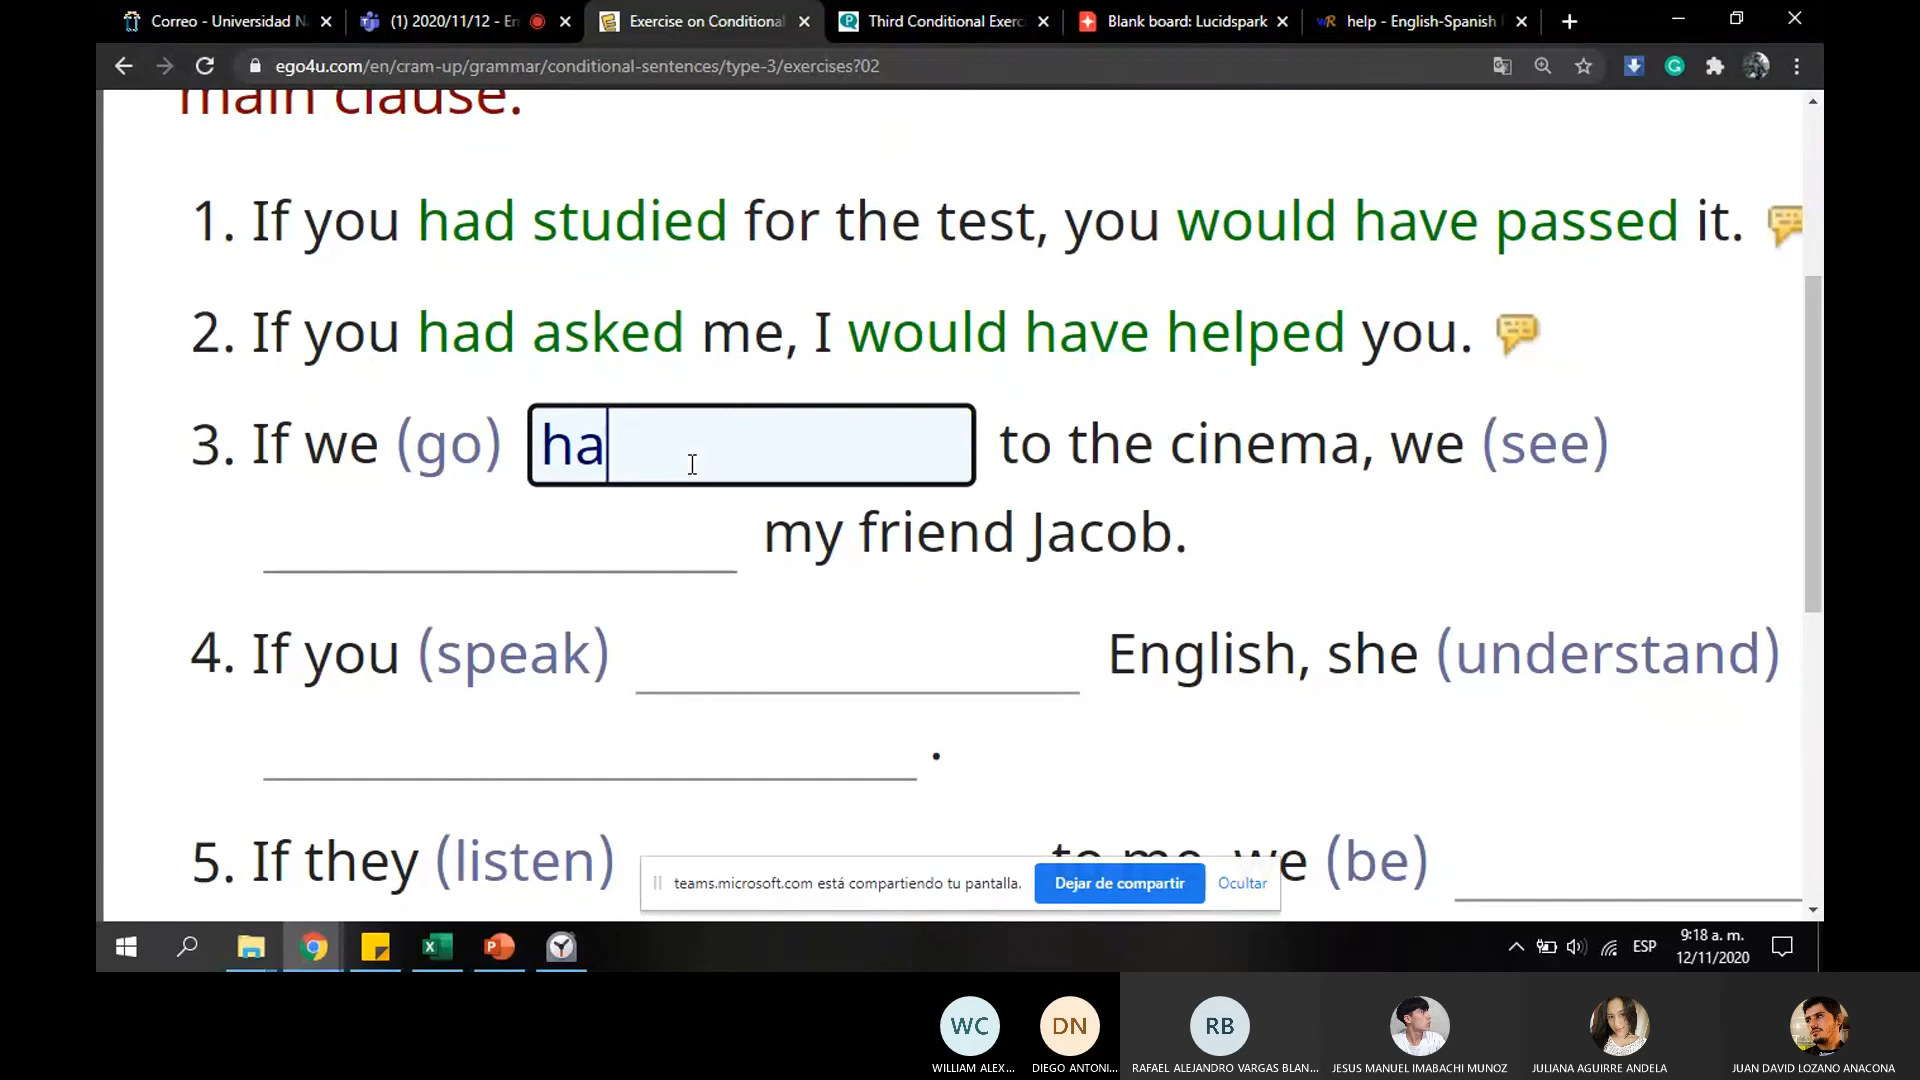 Correo - Universidad N
(1) 2020/11/12 - En
Exercise on Conditional
Third Conditional Exerc
Blank board: Lucidspark
help - English-Spanish
ego4u.com/en/cram-up/grammar/conditional-sentences/type-3/exercises?02
main clause.
1. If you had studied for the test, you would have passed it.
2. If you had asked me, I would have helped you.
3. If we (go) ha to the cinema, we (see)
my friend Jacob.
4. If you (speak) English, she (understand)
.
5. If they (listen) to me, we (be)
teams.microsoft.com está compartiendo tu pantalla. Dejar de compartir Ocultar
ESP
9:18 a. m.
12/11/2020
WC
DN
RB
WILLIAM ALEX...
DIEGO ANTONI...
RAFAEL ALEJANDRO VARGAS BLAN...
JESUS MANUEL IMABACHI MUNOZ
JULIANA AGUIRRE ANDELA
JUAN DAVID LOZANO ANACONA